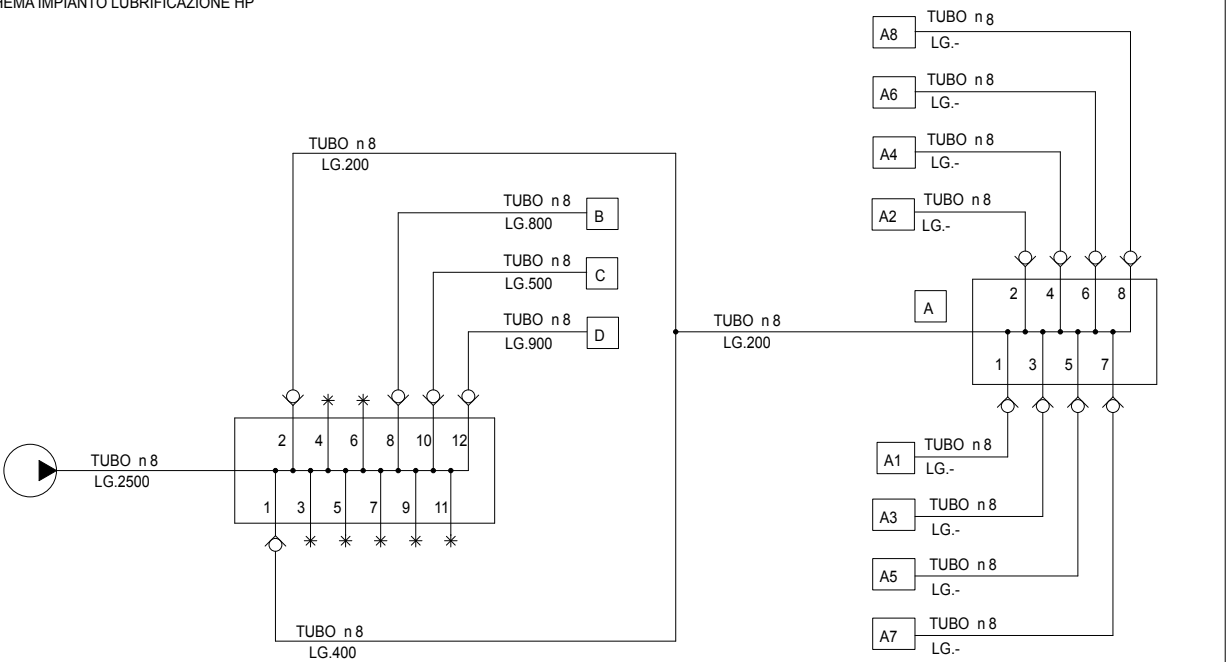 HEMA IMPIANTO LUBRIFICAZIONE HP
TUBO n 8
LG.200
TUBO n 8
LG.800
B
TUBO n 8
LG.500
C
TUBO n 8
LG.900
D
2 4 6 8 10 12
1 3 5 7 9 11
TUBO n 8
LG.2500
TUBO n 8
LG.400
TUBO n 8
LG.200
A
A8
TUBO n 8
LG.-
A6
TUBO n 8
LG.-
A4
TUBO n 8
LG.-
A2
TUBO n 8
LG.-
2 4 6 8
1 3 5 7
A1
TUBO n 8
LG.-
A3
TUBO n 8
LG.-
A5
TUBO n 8
LG.-
A7
TUBO n 8
LG.-